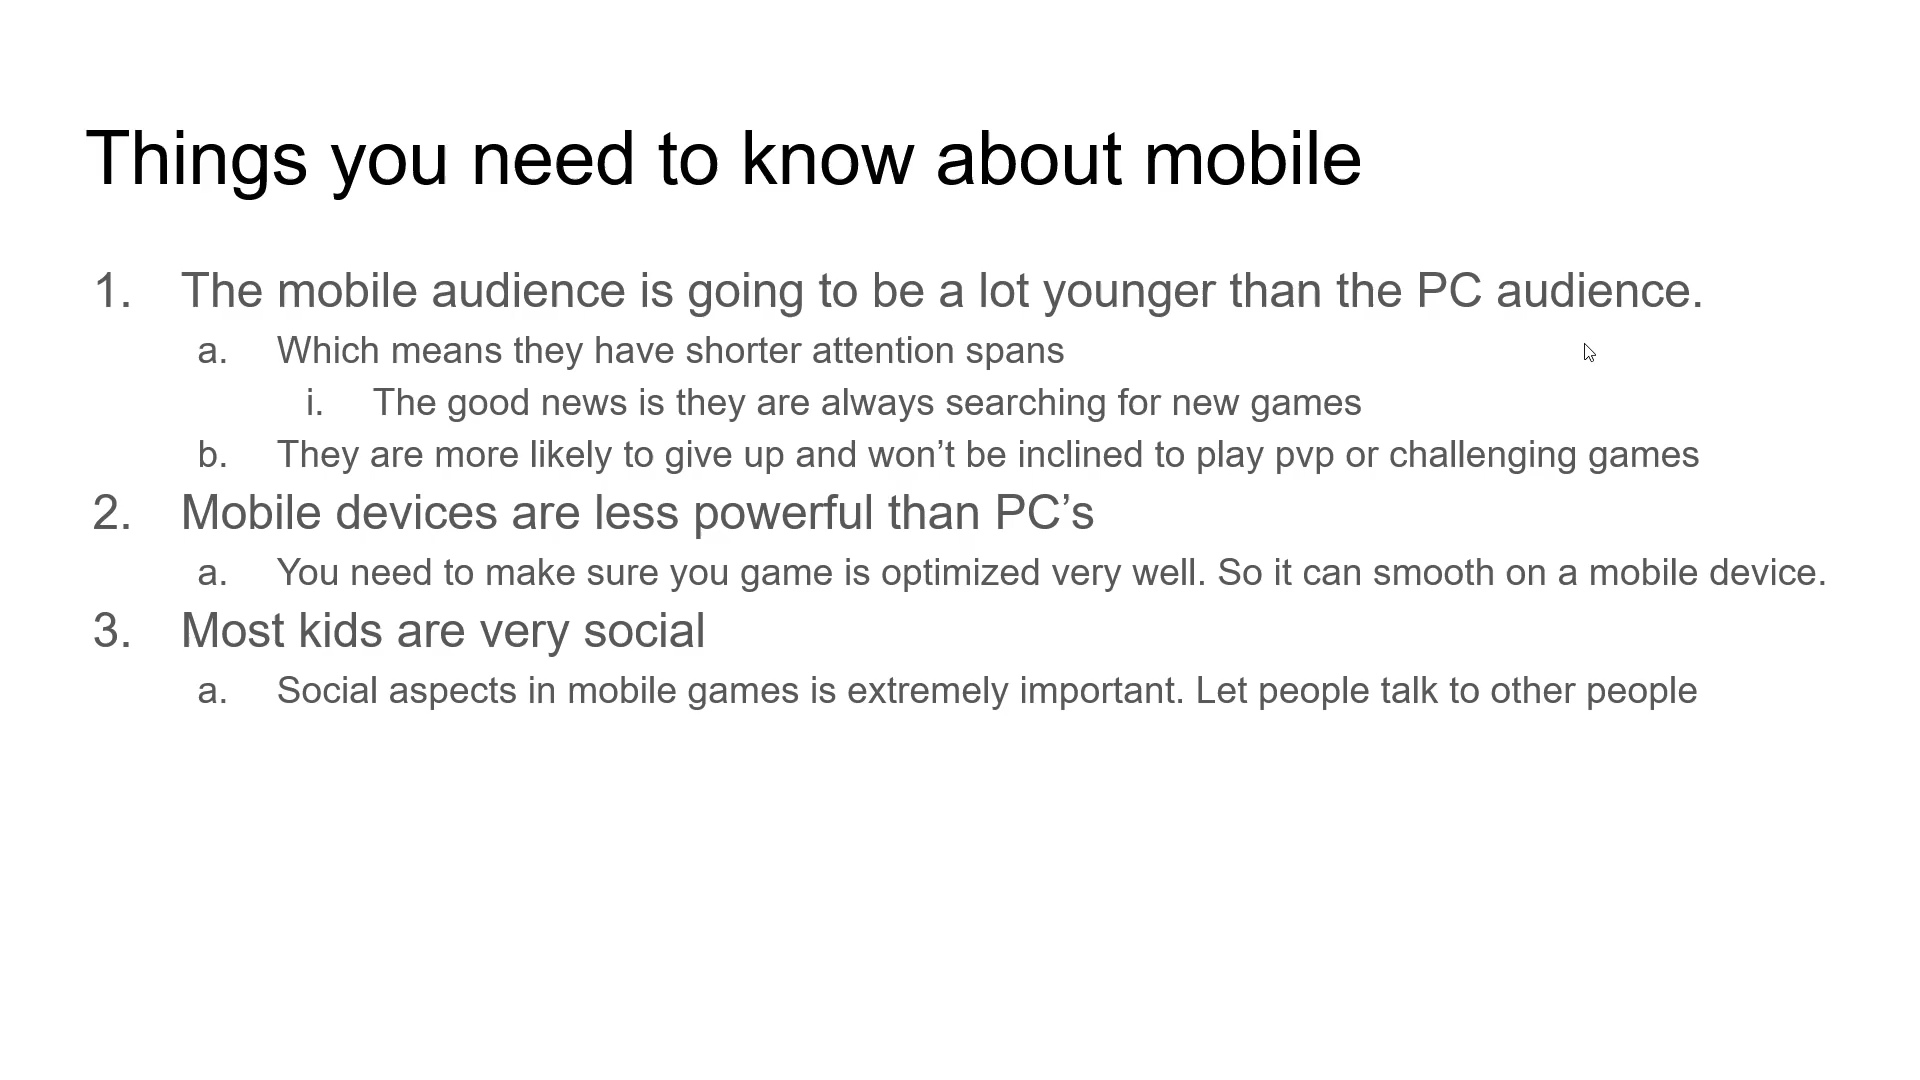 Things you need to know about mobile
1. The mobile audience is going to be a lot younger than the PC audience.
a. Which means they have shorter attention spans
i. The good news is they are always searching for new games
b. They are more likely to give up and won’t be inclined to play pvp or challenging games
2. Mobile devices are less powerful than PC’s
a. You need to make sure you game is optimized very well. So it can smooth on a mobile device.
3. Most kids are very social
a. Social aspects in mobile games is extremely important. Let people talk to other people